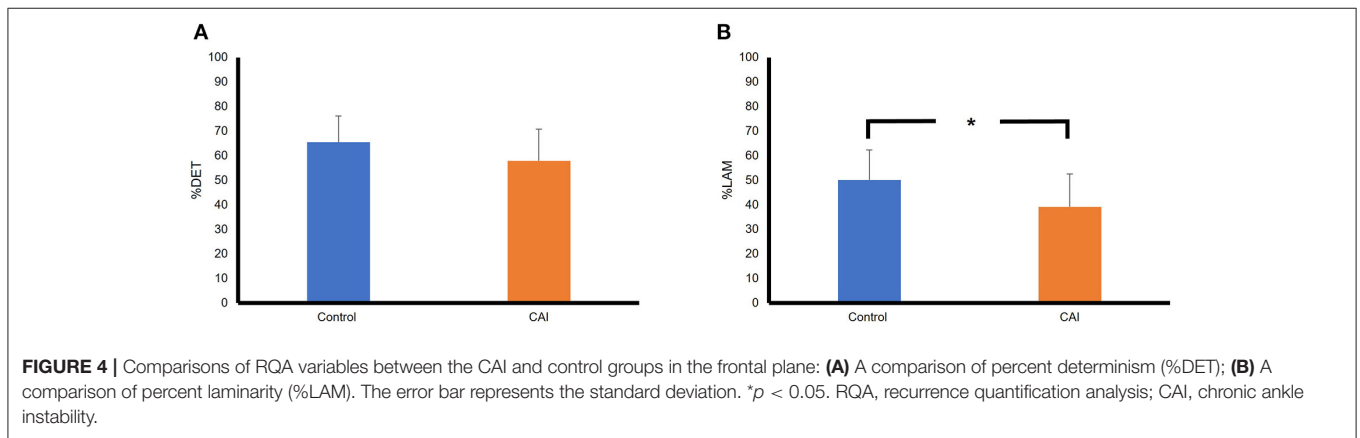 A
100
90
80
70
60
50
40
30
20
10
0
%DET
Control
CAI
B
100
90
80
70
60
50
40
30
20
10
0
%LAM
*
Control
CAI
FIGURE 4 | Comparisons of RQA variables between the CAI and control groups in the frontal plane: (A) A comparison of percent determinism (%DET); (B) A
comparison of percent laminarity (%LAM). The error bar represents the standard deviation. *p < 0.05. RQA, recurrence quantification analysis; CAI, chronic ankle
instability.